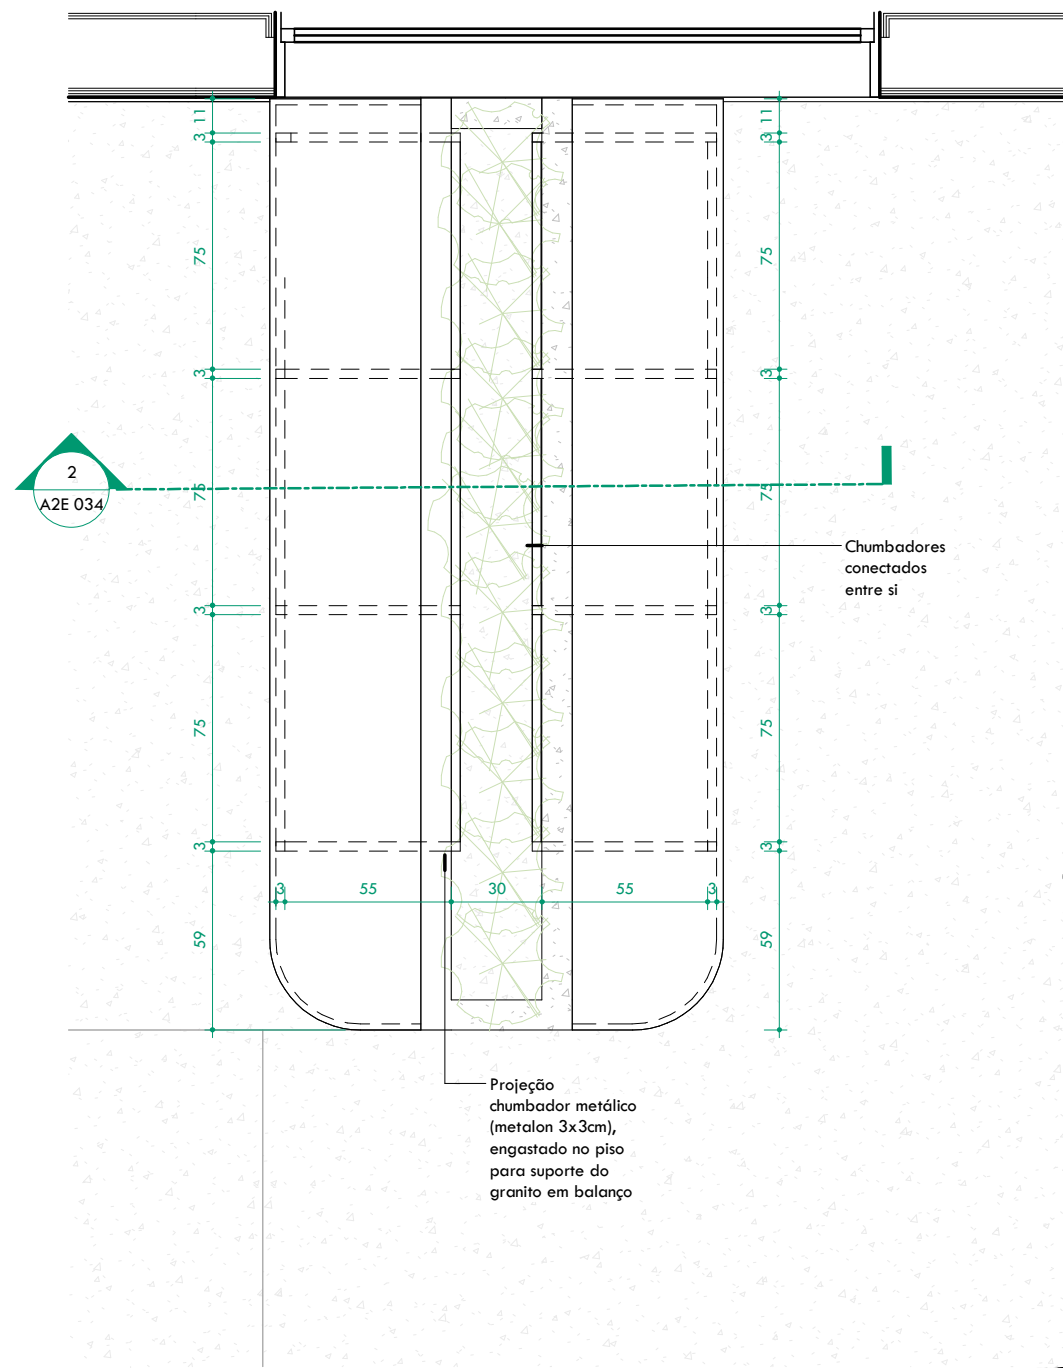 11
3
75
3
75
3
75
3
59
11
3
75
3
75
3
75
3
59
2
A2E 034
Chumbadores
conectados
entre si
3
55
30
55
3
Projeção
chumbador metálico
(metalon 3x3cm),
engastado no piso
para suporte do
granito em balanço